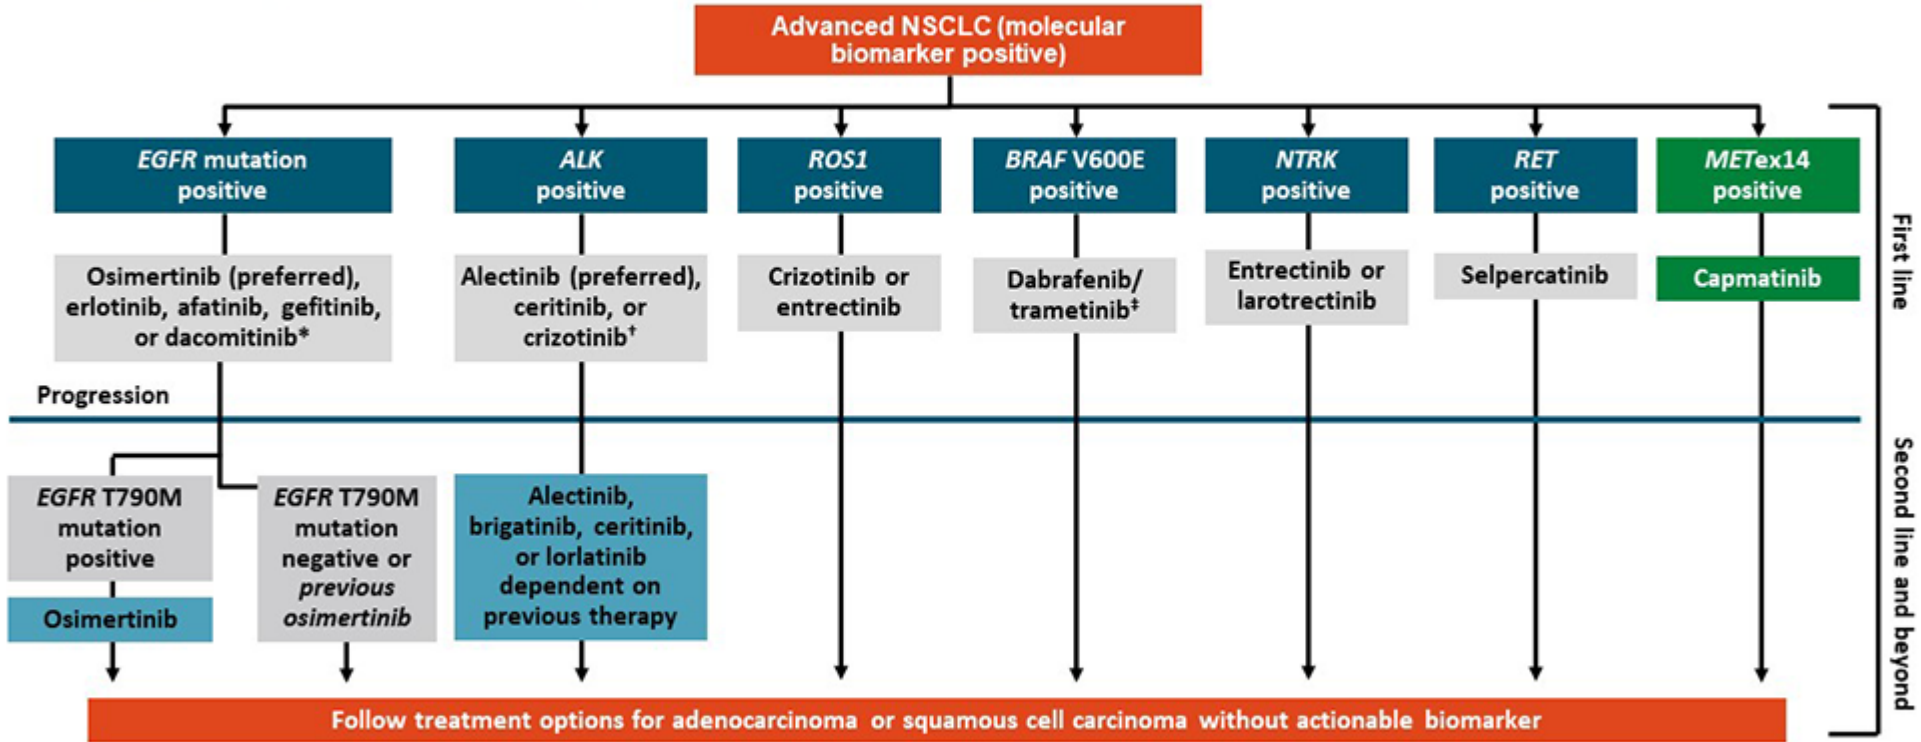 Advanced NSCLC (molecular
biomarker positive)
EGFR mutation
positive
ALK
positive
ROS1
positive
BRAF V600E
positive
NTRK
positive
RET
positive
METex14
positive
Osimertinib (preferred),
erlotinib, afatinib, gefitinib,
or dacomitinib*
Alectinib (preferred),
ceritinib, or
crizotinib†
Crizotinib or
entrectinib
Dabrafenib/
trametinib‡
Entrectinib or
larotrectinib
Selpercatinib
Capmatinib
First line
Progression
EGFR T790M
mutation
positive
Osimertinib
EGFR T790M
mutation
negative or
previous
osimertinib
Alectinib,
brigatinib, ceritinib,
or lorlatinib
dependent on
previous therapy
Second line and beyond
Follow treatment options for adenocarcinoma or squamous cell carcinoma without actionable biomarker